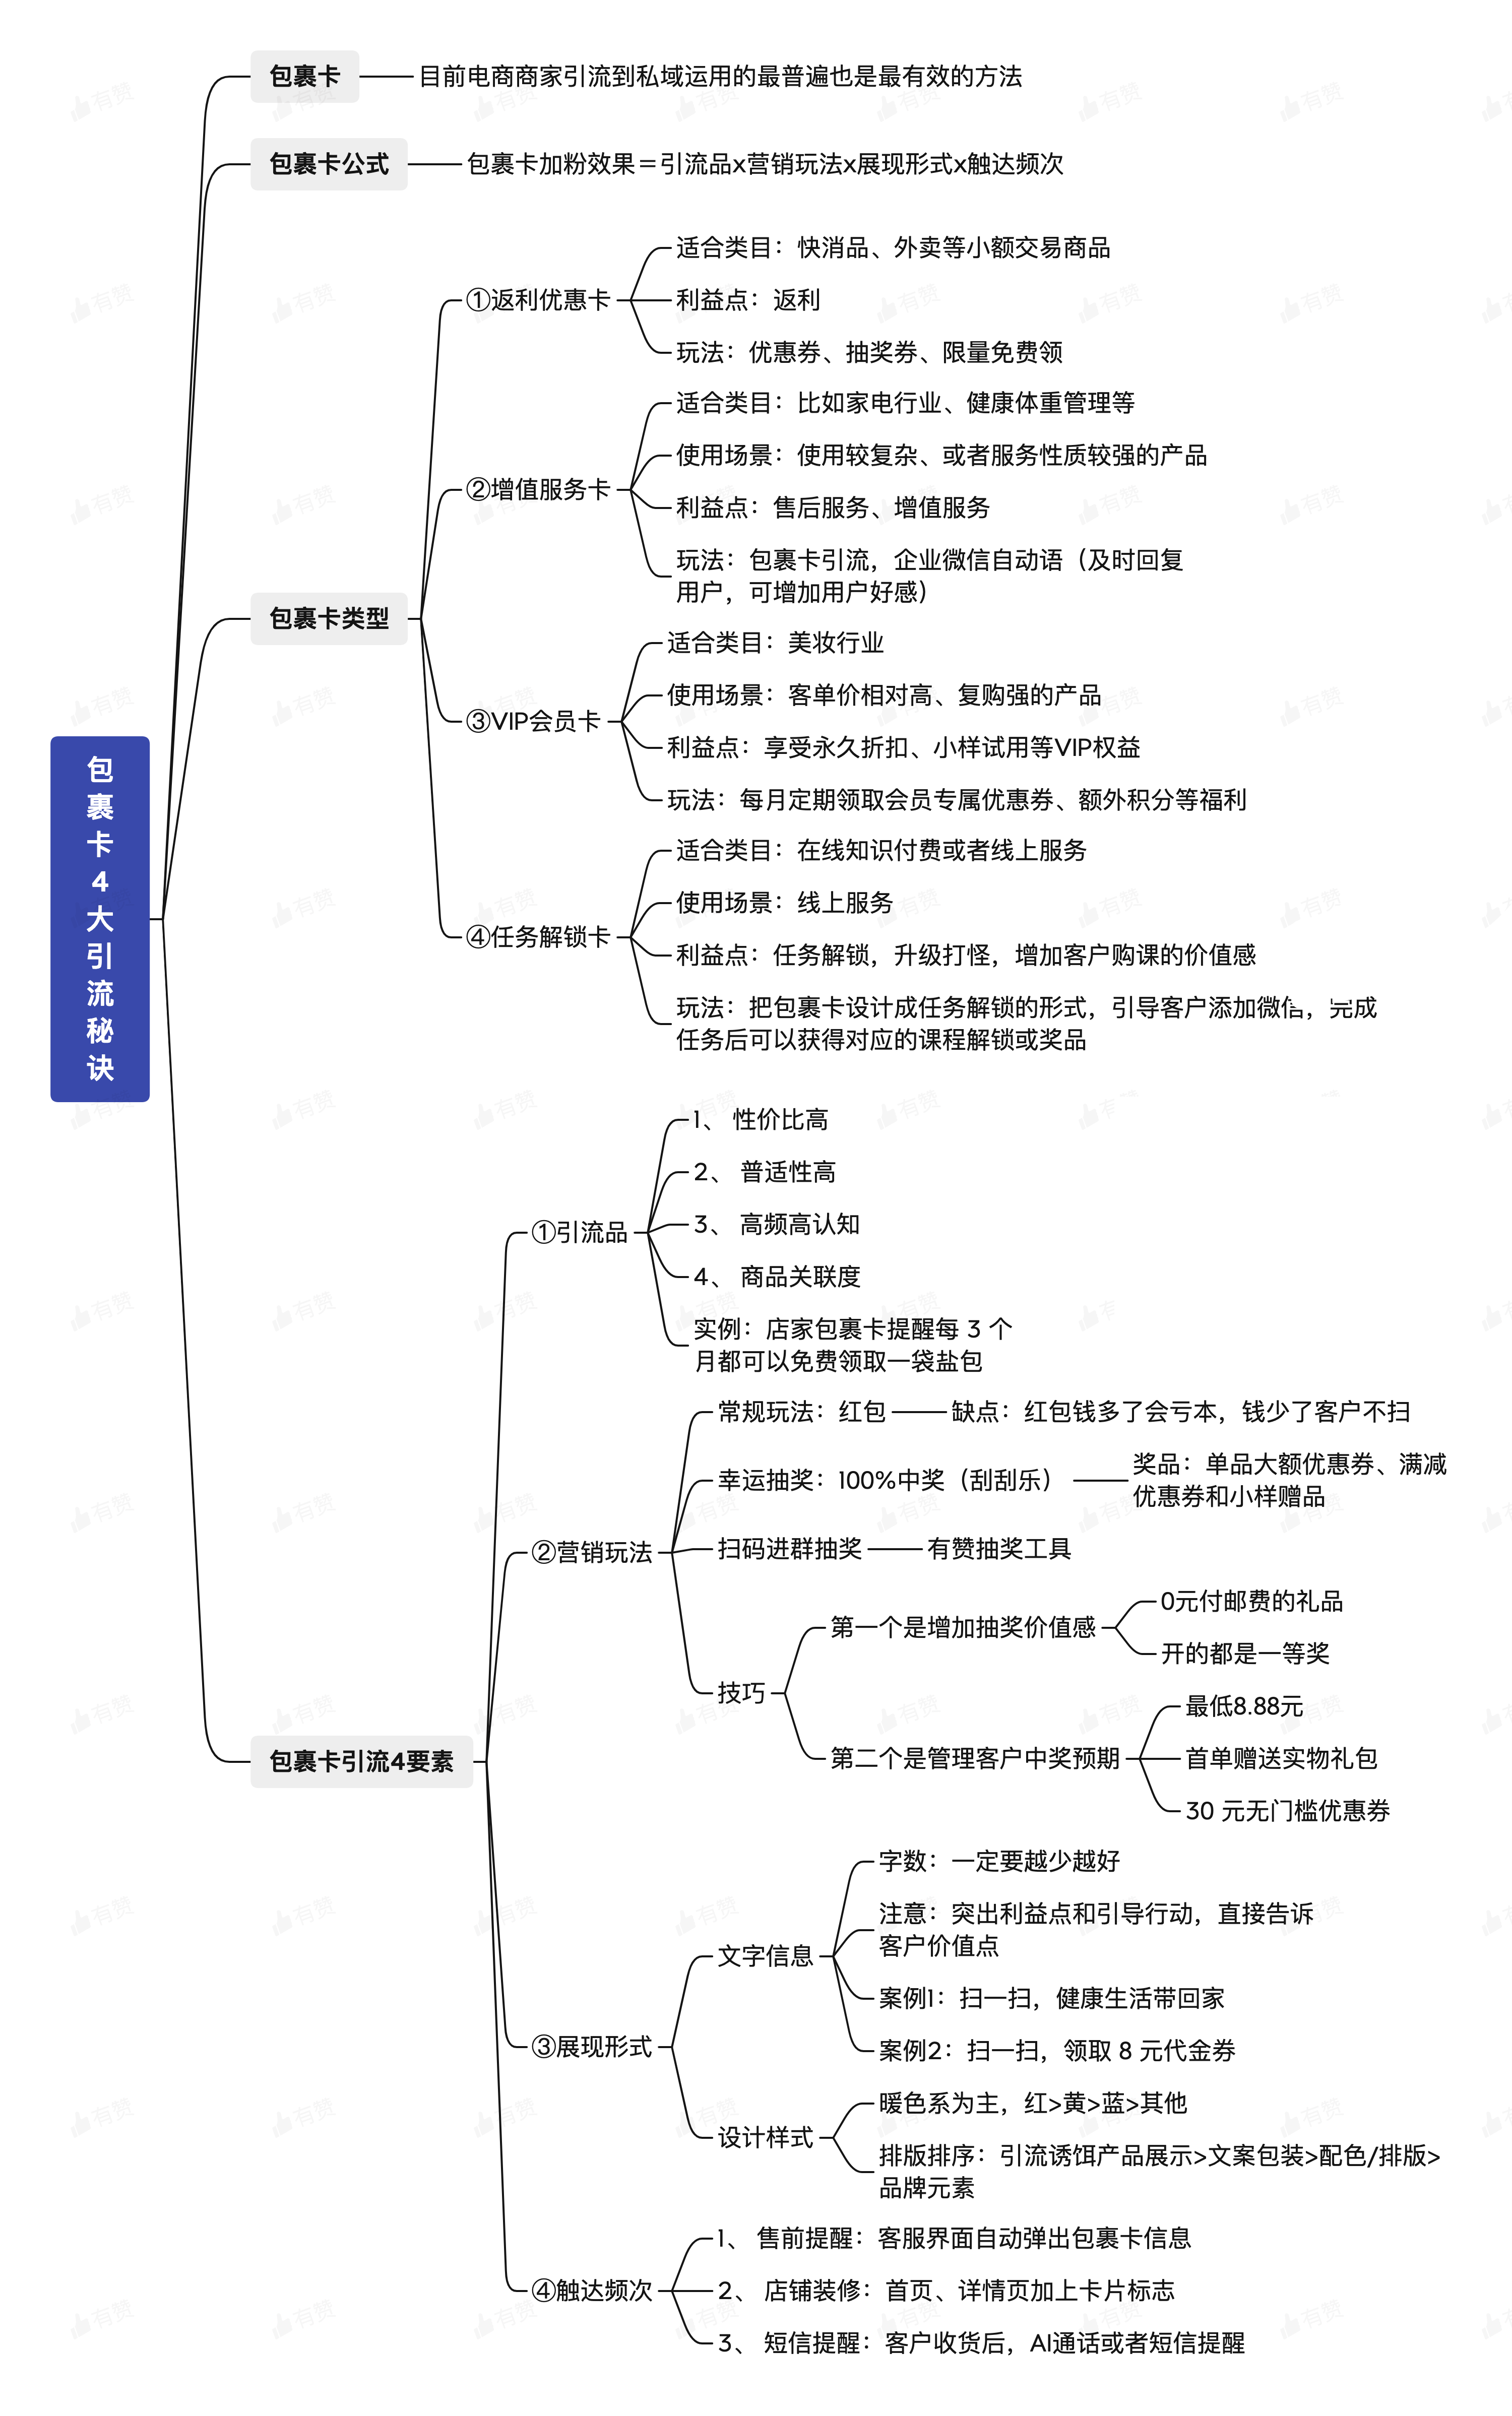 包裹卡4大引流秘诀
包裹卡
目前电商商家引流到私域运用的最普遍也是最有效的方法
包裹卡公式
包裹卡加粉效果＝引流品x营销玩法x展现形式x触达频次
包裹卡类型
①返利优惠卡
适合类目：快消品、外卖等小额交易商品
利益点：返利
玩法：优惠券、抽奖券、限量免费领
②增值服务卡
适合类目：比如家电行业、健康体重管理等
使用场景：使用较复杂、或者服务性质较强的产品
利益点：售后服务、增值服务
玩法：包裹卡引流，企业微信自动语（及时回复
用户，可增加用户好感）
③VIP会员卡
适合类目：美妆行业
使用场景：客单价相对高、复购强的产品
利益点：享受永久折扣、小样试用等VIP权益
玩法：每月定期领取会员专属优惠券、额外积分等福利
④任务解锁卡
适合类目：在线知识付费或者线上服务
使用场景：线上服务
利益点：任务解锁，升级打怪，增加客户购课的价值感
玩法：把包裹卡设计成任务解锁的形式，引导客户添加微信，完成
任务后可以获得对应的课程解锁或奖品
包裹卡引流4要素
①引流品
1、 性价比高
2、 普适性高
3、 高频高认知
4、 商品关联度
实例：店家包裹卡提醒每 3 个
月都可以免费领取一袋盐包
②营销玩法
常规玩法：红包
缺点：红包钱多了会亏本，钱少了客户不扫
幸运抽奖：100%中奖（刮刮乐）
奖品：单品大额优惠券、满减
优惠券和小样赠品
扫码进群抽奖
有赞抽奖工具
技巧
第一个是增加抽奖价值感
0元付邮费的礼品
开的都是一等奖
第二个是管理客户中奖预期
最低8.88元
首单赠送实物礼包
30 元无门槛优惠券
③展现形式
文字信息
字数：一定要越少越好
注意：突出利益点和引导行动，直接告诉
客户价值点
案例1：扫一扫，健康生活带回家
案例2：扫一扫，领取 8 元代金券
设计样式
暖色系为主，红>黄>蓝>其他
排版排序：引流诱饵产品展示>文案包装>配色/排版>
品牌元素
④触达频次
1、 售前提醒：客服界面自动弹出包裹卡信息
2、 店铺装修：首页、详情页加上卡片标志
3、 短信提醒：客户收货后，AI通话或者短信提醒